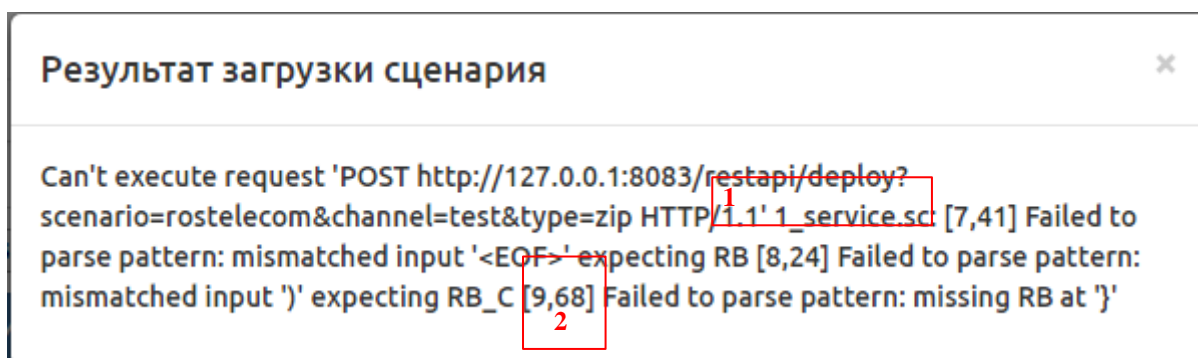 Результат загрузки сценария
×
Can't execute request 'POST http://127.0.0.1:8083/restapi/deploy?
1
scenario=rostelecom&channel=test&type=zip HTTP/1.1' 1_service.sc: [7,41] Failed to
parse pattern: mismatched input '<EOF>' expecting RB [8,24] Failed to parse pattern:
mismatched input ')' expecting RB_C [9,68] Failed to parse pattern: missing RB at '}'
2